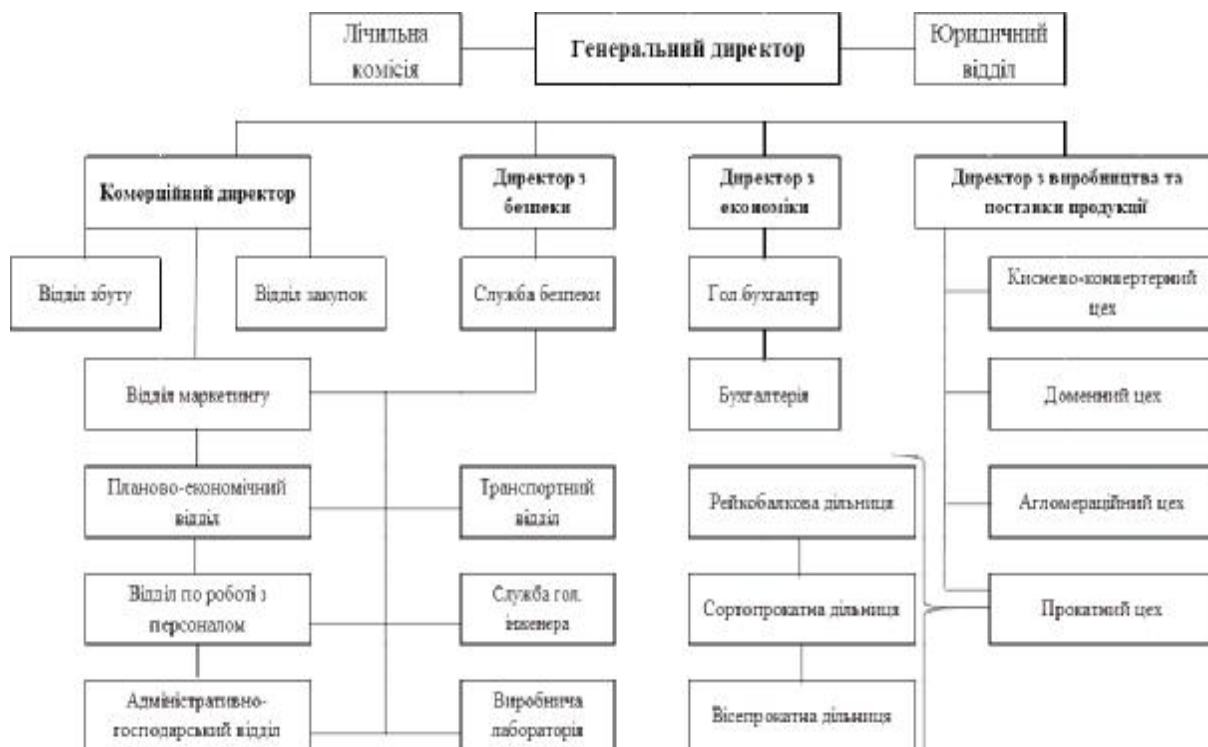 Лічильна
комісія
Генеральний директор
Юридичний
відділ
Комерційний директор
Директор з
безпеки
Директор з
економіки
Директор з виробництва та
поставки продукції
Відділ збуту
Відділ закупок
Служба безпеки
Гол.бухгалтер
Киснево-конвертерний
цех
Відділ маркетингу
Бухгалтерія
Доменний цех
Планово-економічний
відділ
Транспортний
відділ
Рейкобалкова дільниця
Агломераційний цех
Відділ по роботі з
персоналом
Служба гол.
інженера
Сортопрокатна дільниця
Прокатний цех
Адміністративно-
господарський відділ
Виробнича
лабораторія
Вісепрокатна дільниця